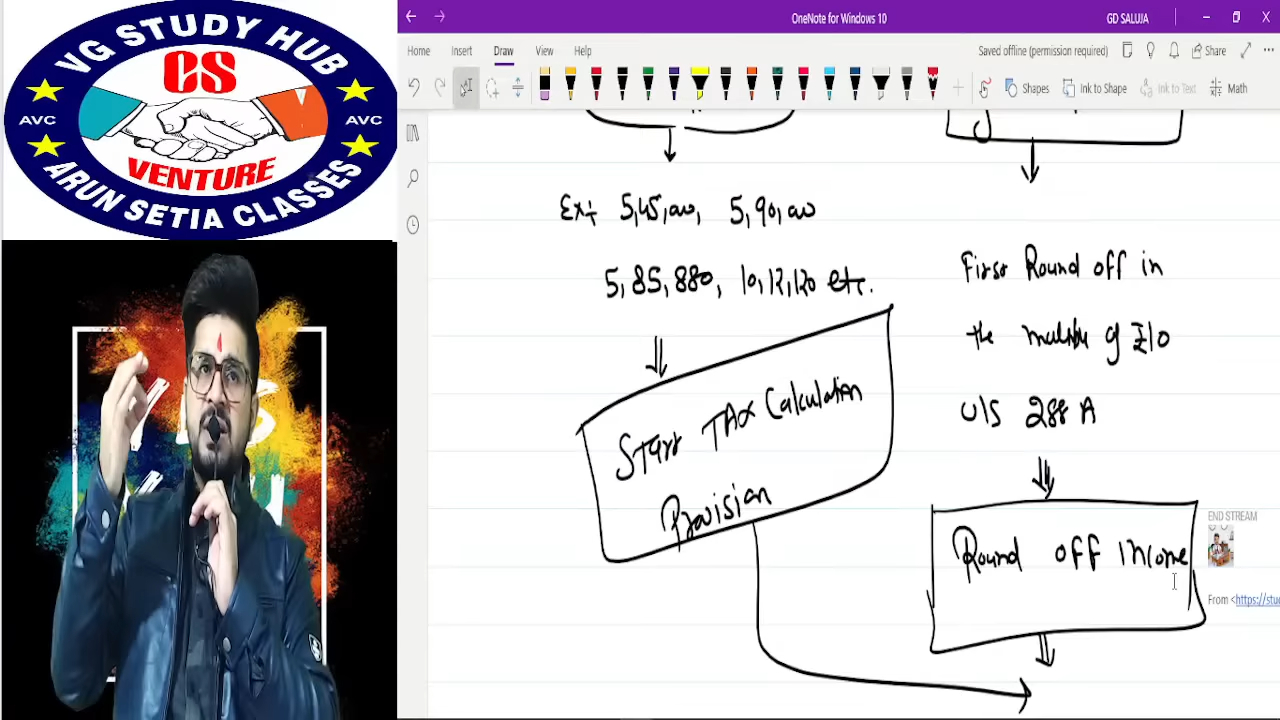 VG STUDY HUB
CS
AVC
AVC
VENTURE
ARUN SETIA CLASSES
OneNote for Windows 10
GD SALUJA
Home Insert Draw View Help
Saved offline (permission required)
Share
Shapes
Ink to Shape
Ink to Text
Math
Ex:- 5,45,000, 5,90,000
5,85,880, 10,12,120 etc.
Start TAX Calculation
Provision
First Round off in
the multiple of ₹10
U/S 288 A
Round off income
END STREAM
From <https://stu